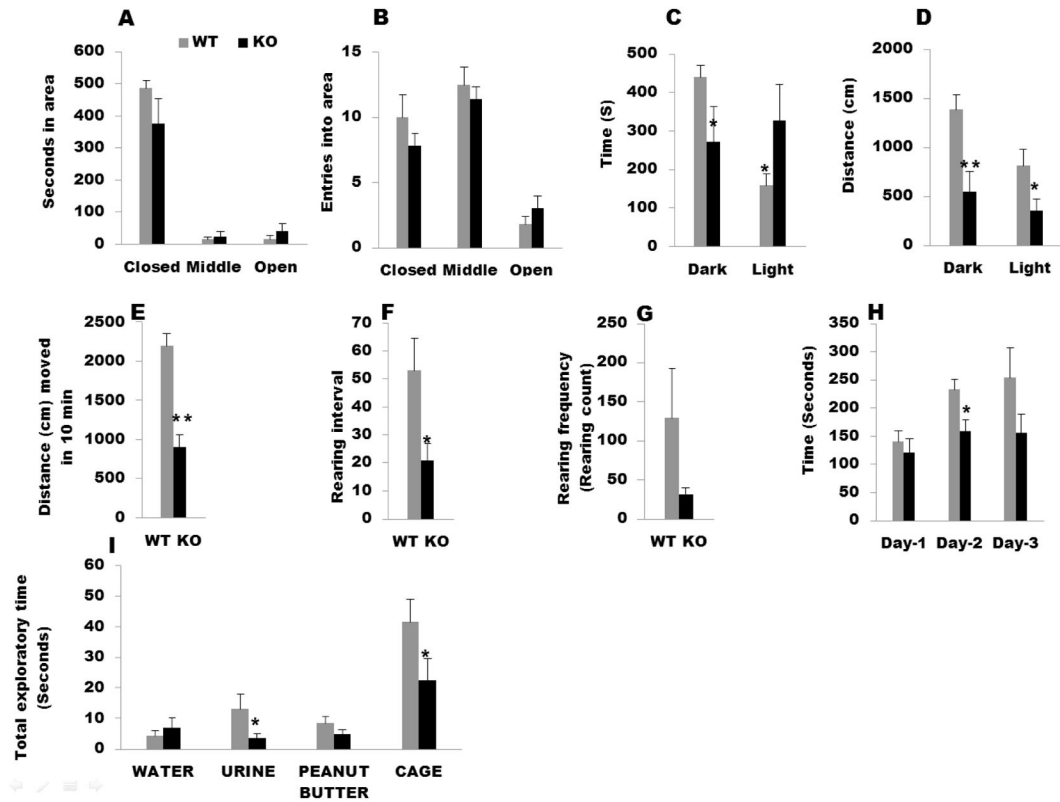 A
WT KO
Seconds in area
600
500
400
300
200
100
0
Closed Middle Open
B
Entries into area
15
10
5
0
Closed Middle Open
C
Time (S)
500
400
300
200
100
0
*
*
Dark Light
D
Distance (cm)
2000
1500
1000
500
0
**
*
Dark Light
E
Distance (cm) moved
in 10 min
2500
2000
1500
1000
500
0
**
WT KO
F
Rearing interval
70
60
50
40
30
20
10
0
*
WT KO
G
Rearing frequency
(Rearing count)
250
200
150
100
50
0
WT KO
H
Time (Seconds)
350
300
250
200
150
100
50
0
*
Day-1 Day-2 Day-3
I
Total exploratory time
(Seconds)
60
50
40
30
20
10
0
*
*
WATER URINE PEANUT CAGE
BUTTER